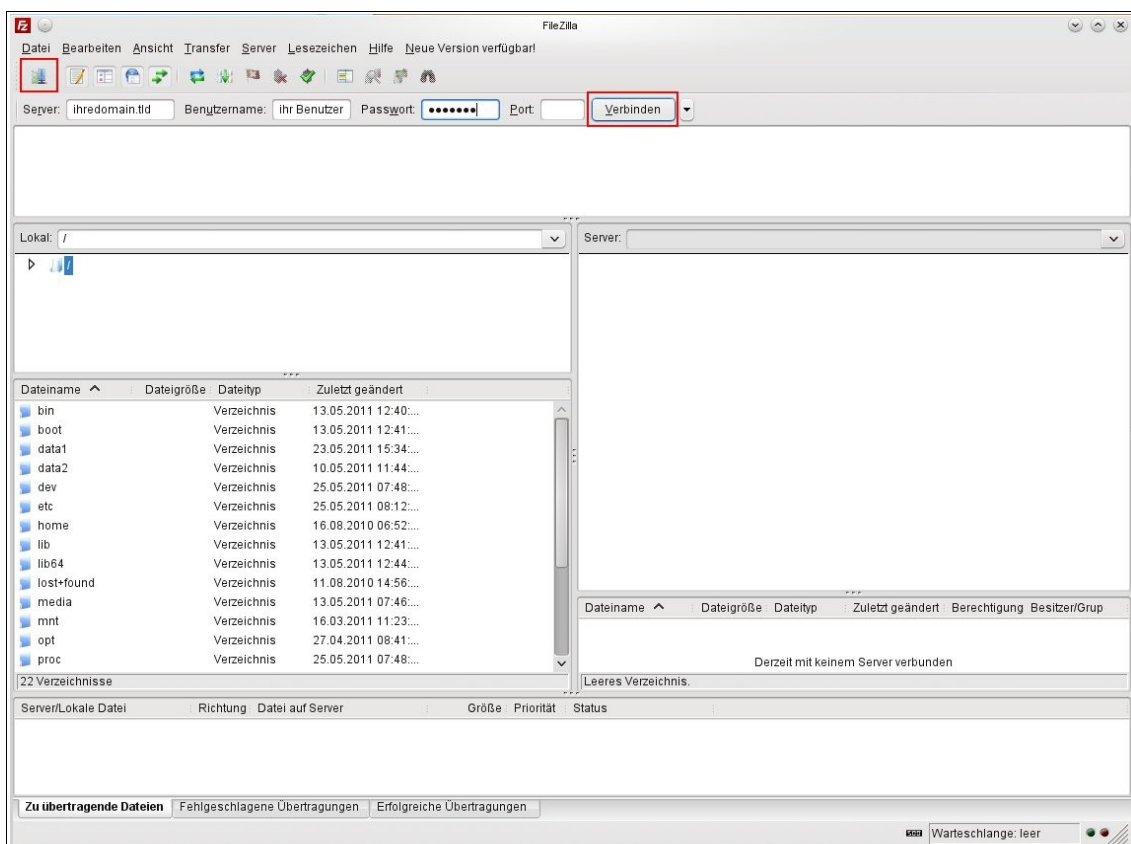 FileZilla
Datei Bearbeiten Ansicht Transfer Server Lesezeichen Hilfe Neue Version verfügbar!
Server: ihredomain.tld Benutzername: ihr Benutzer Passwort: ●●●●●●● Port: Verbinden
Lokal: /
Server:
/
Dateiname Dateigröße Dateityp Zuletzt geändert
bin Verzeichnis 13.05.2011 12:40:...
boot Verzeichnis 13.05.2011 12:41:...
data1 Verzeichnis 23.05.2011 15:34:...
data2 Verzeichnis 10.05.2011 11:44:...
dev Verzeichnis 25.05.2011 07:48:...
etc Verzeichnis 25.05.2011 08:12:...
home Verzeichnis 16.08.2010 06:52:...
lib Verzeichnis 13.05.2011 12:41:...
lib64 Verzeichnis 13.05.2011 12:44:...
lost+found Verzeichnis 11.08.2010 14:56:...
media Verzeichnis 13.05.2011 07:46:...
mnt Verzeichnis 16.03.2011 11:23:...
opt Verzeichnis 27.04.2011 08:41:...
proc Verzeichnis 25.05.2011 07:48:...
22 Verzeichnisse
Dateiname Dateigröße Dateityp Zuletzt geändert Berechtigung Besitzer/Grup
Derzeit mit keinem Server verbunden
Leeres Verzeichnis.
Server/Lokale Datei Richtung Datei auf Server Größe Priorität Status
Zu übertragende Dateien Fehlgeschlagene Übertragungen Erfolgreiche Übertragungen
Warteschlange: leer